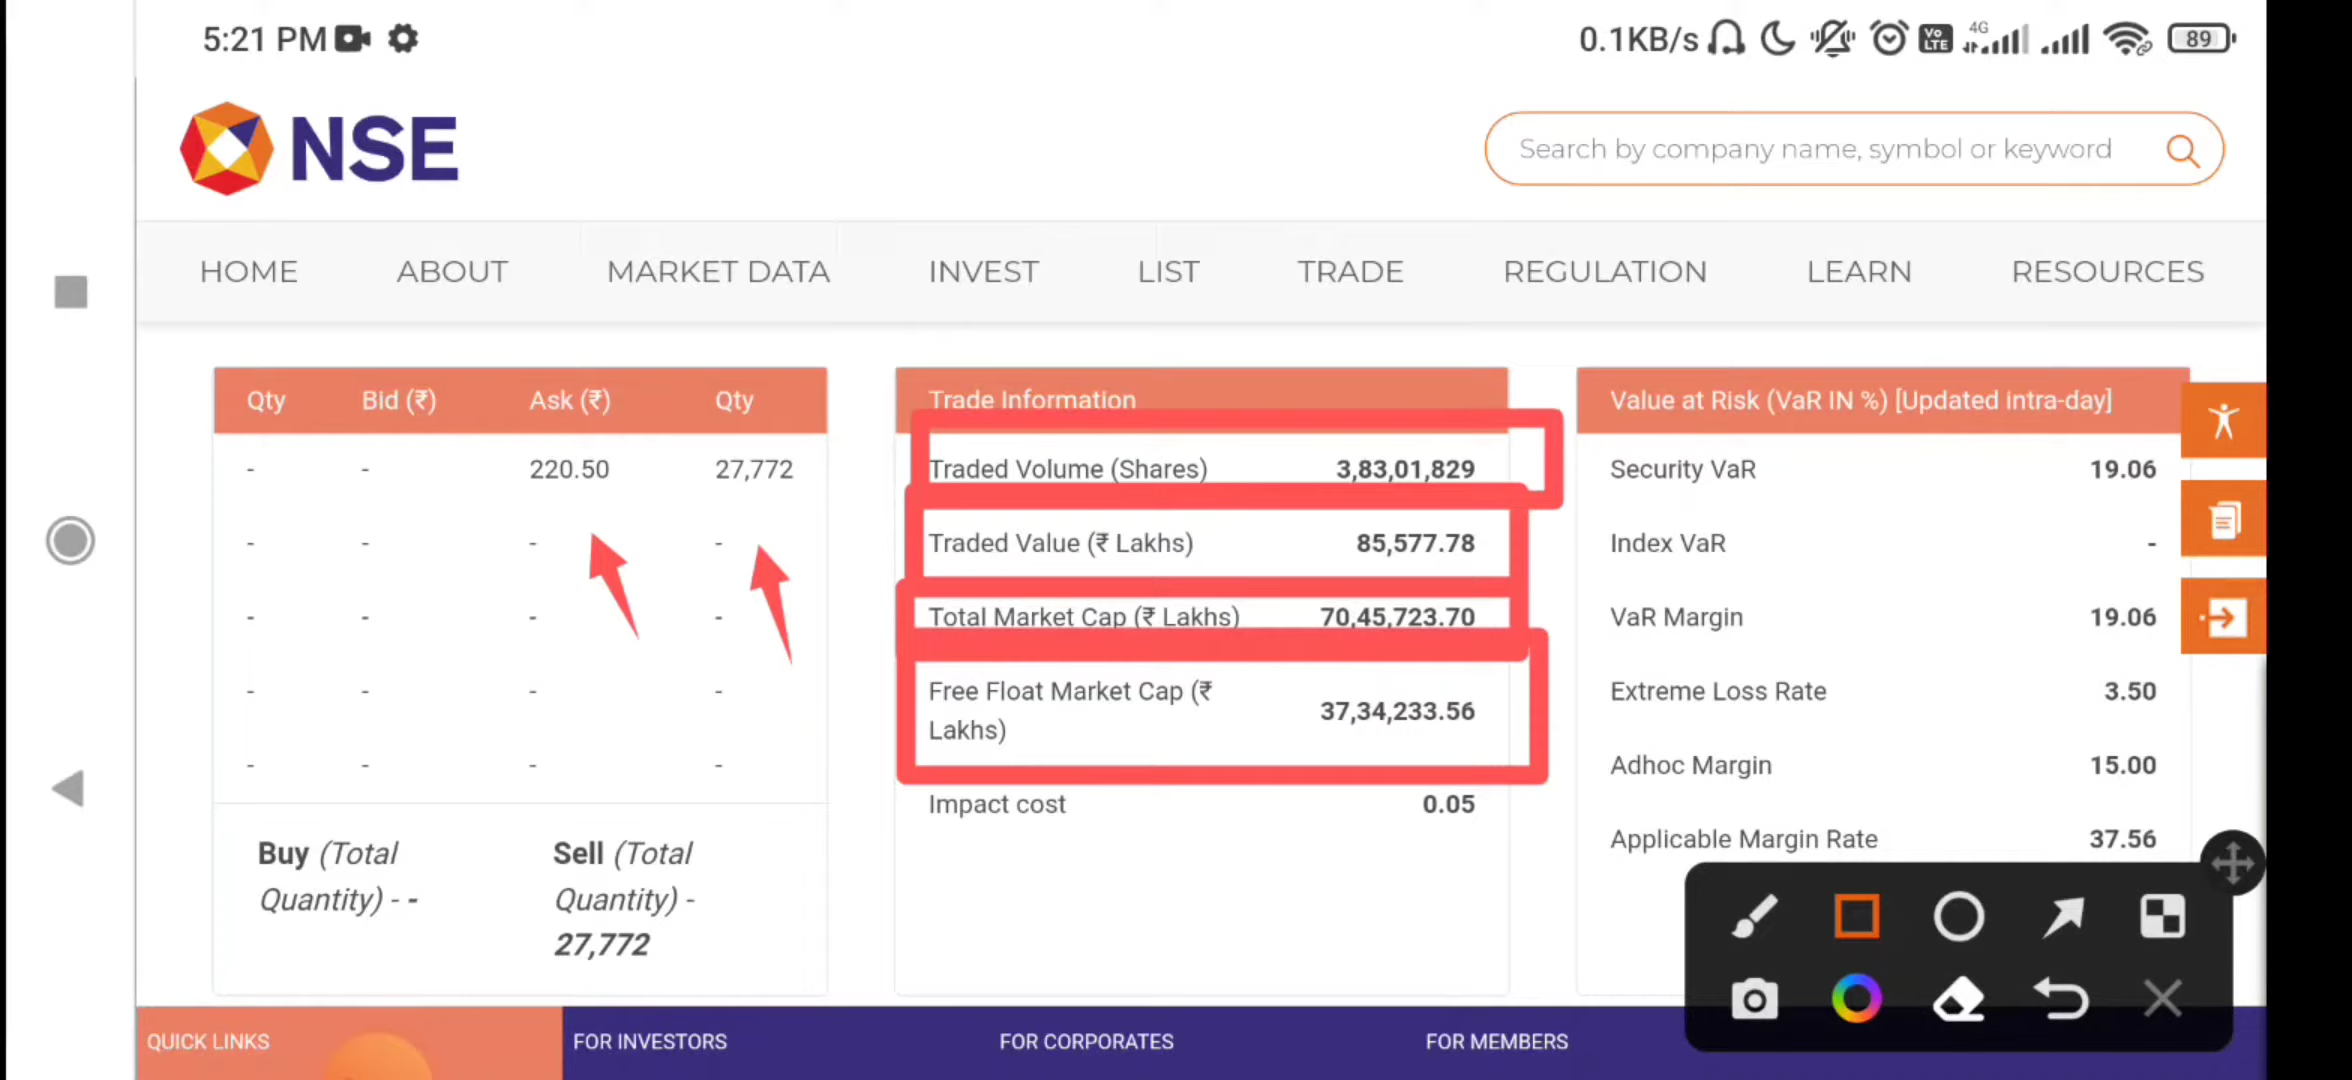 5:21 PM
0.1KB/s 4G Vo LTE 89
NSE
Search by company name, symbol or keyword
HOME ABOUT MARKET DATA INVEST LIST TRADE REGULATION LEARN RESOURCES
Qty Bid (₹) Ask (₹) Qty
- - 220.50 27,772
- - - -
- - - -
- - - -
- - - -
Buy (Total
Quantity) - -
Sell (Total
Quantity) -
27,772
Trade Information
Traded Volume (Shares) 3,83,01,829
Traded Value (₹ Lakhs) 85,577.78
Total Market Cap (₹ Lakhs) 70,45,723.70
Free Float Market Cap (₹
Lakhs) 37,34,233.56
Impact cost 0.05
Value at Risk (VaR IN %) [Updated intra-day]
Security VaR 19.06
Index VaR -
VaR Margin 19.06
Extreme Loss Rate 3.50
Adhoc Margin 15.00
Applicable Margin Rate 37.56
QUICK LINKS FOR INVESTORS FOR CORPORATES FOR MEMBERS